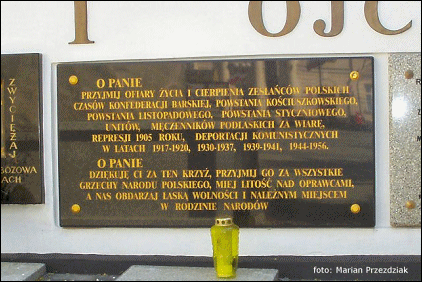 I OJC
ZWYCIĘŻAJ
O PANIE
PRZYJMIJ OFIARY ŻYCIA I CIERPIENIA ZESŁAŃCÓW POLSKICH
CZASÓW KONFEDERACJI BARSKIEJ, POWSTANIA KOŚCIUSZKOWSKIEGO,
POWSTANIA LISTOPADOWEGO, POWSTANIA STYCZNIOWEGO,
UNITÓW, MĘCZENNIKÓW PODLASKICH ZA WIARĘ,
REPRESJI 1905 ROKU, DEPORTACJI KOMUNISTYCZNYCH
W LATACH 1917-1920, 1930-1937, 1939-1941, 1944-1956.
O PANIE
DZIĘKUJĘ CI ZA TEN KRZYŻ, PRZYJMIJ GO ZA WSZYSTKIE
GRZECHY NARODU POLSKIEGO, MIEJ LITOŚĆ NAD OPRAWCAMI,
A NAS OBDARZAJ ŁASKĄ WOLNOŚCI I NALEŻNYM MIEJSCEM
W RODZINIE NARODÓW
foto: Marian Przezdziak